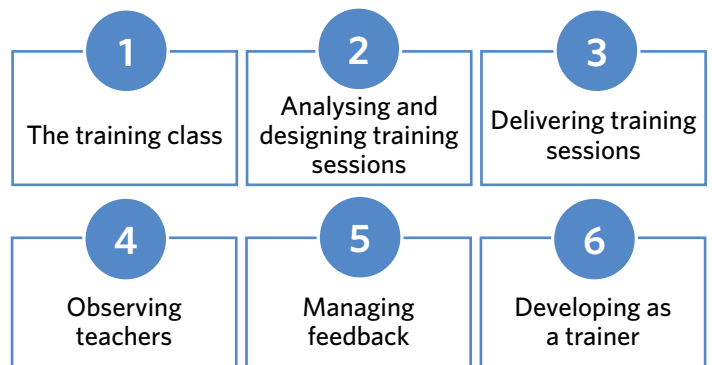 1
The training class
2
Analysing and
designing training
sessions
3
Delivering training
sessions
4
Observing
teachers
5
Managing
feedback
6
Developing as
a trainer